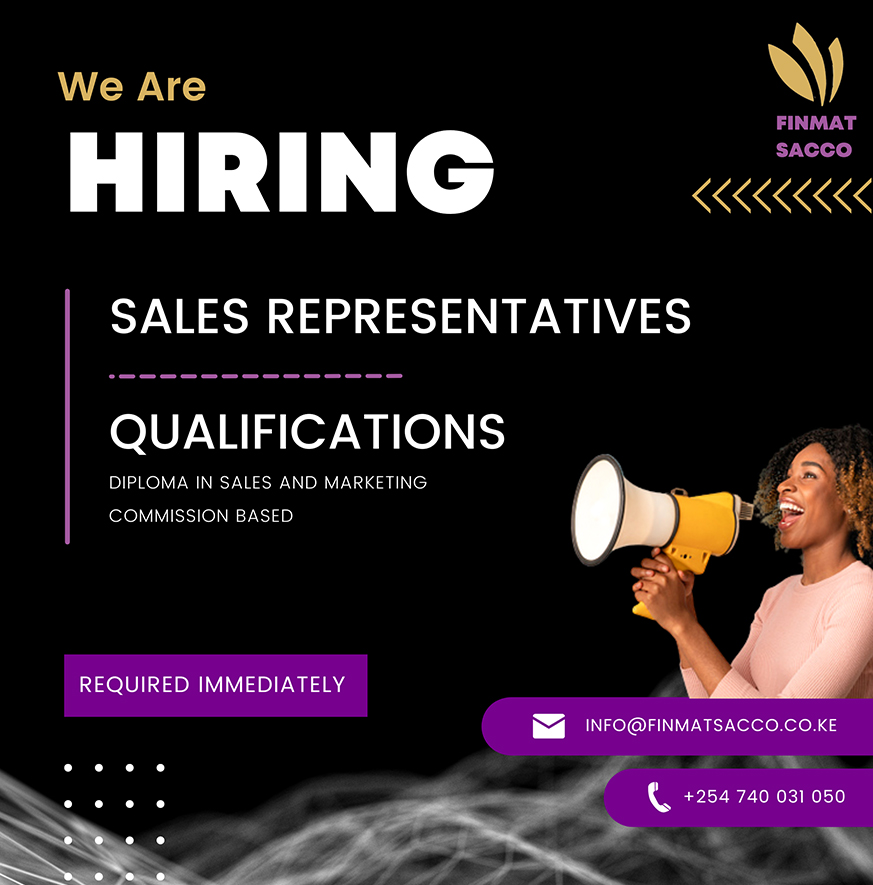 We Are
HIRING
FINMAT
SACCO
SALES REPRESENTATIVES
QUALIFICATIONS
DIPLOMA IN SALES AND MARKETING
COMMISSION BASED
REQUIRED IMMEDIATELY
INFO@FINMATSACCO.CO.KE
+254 740 031 050